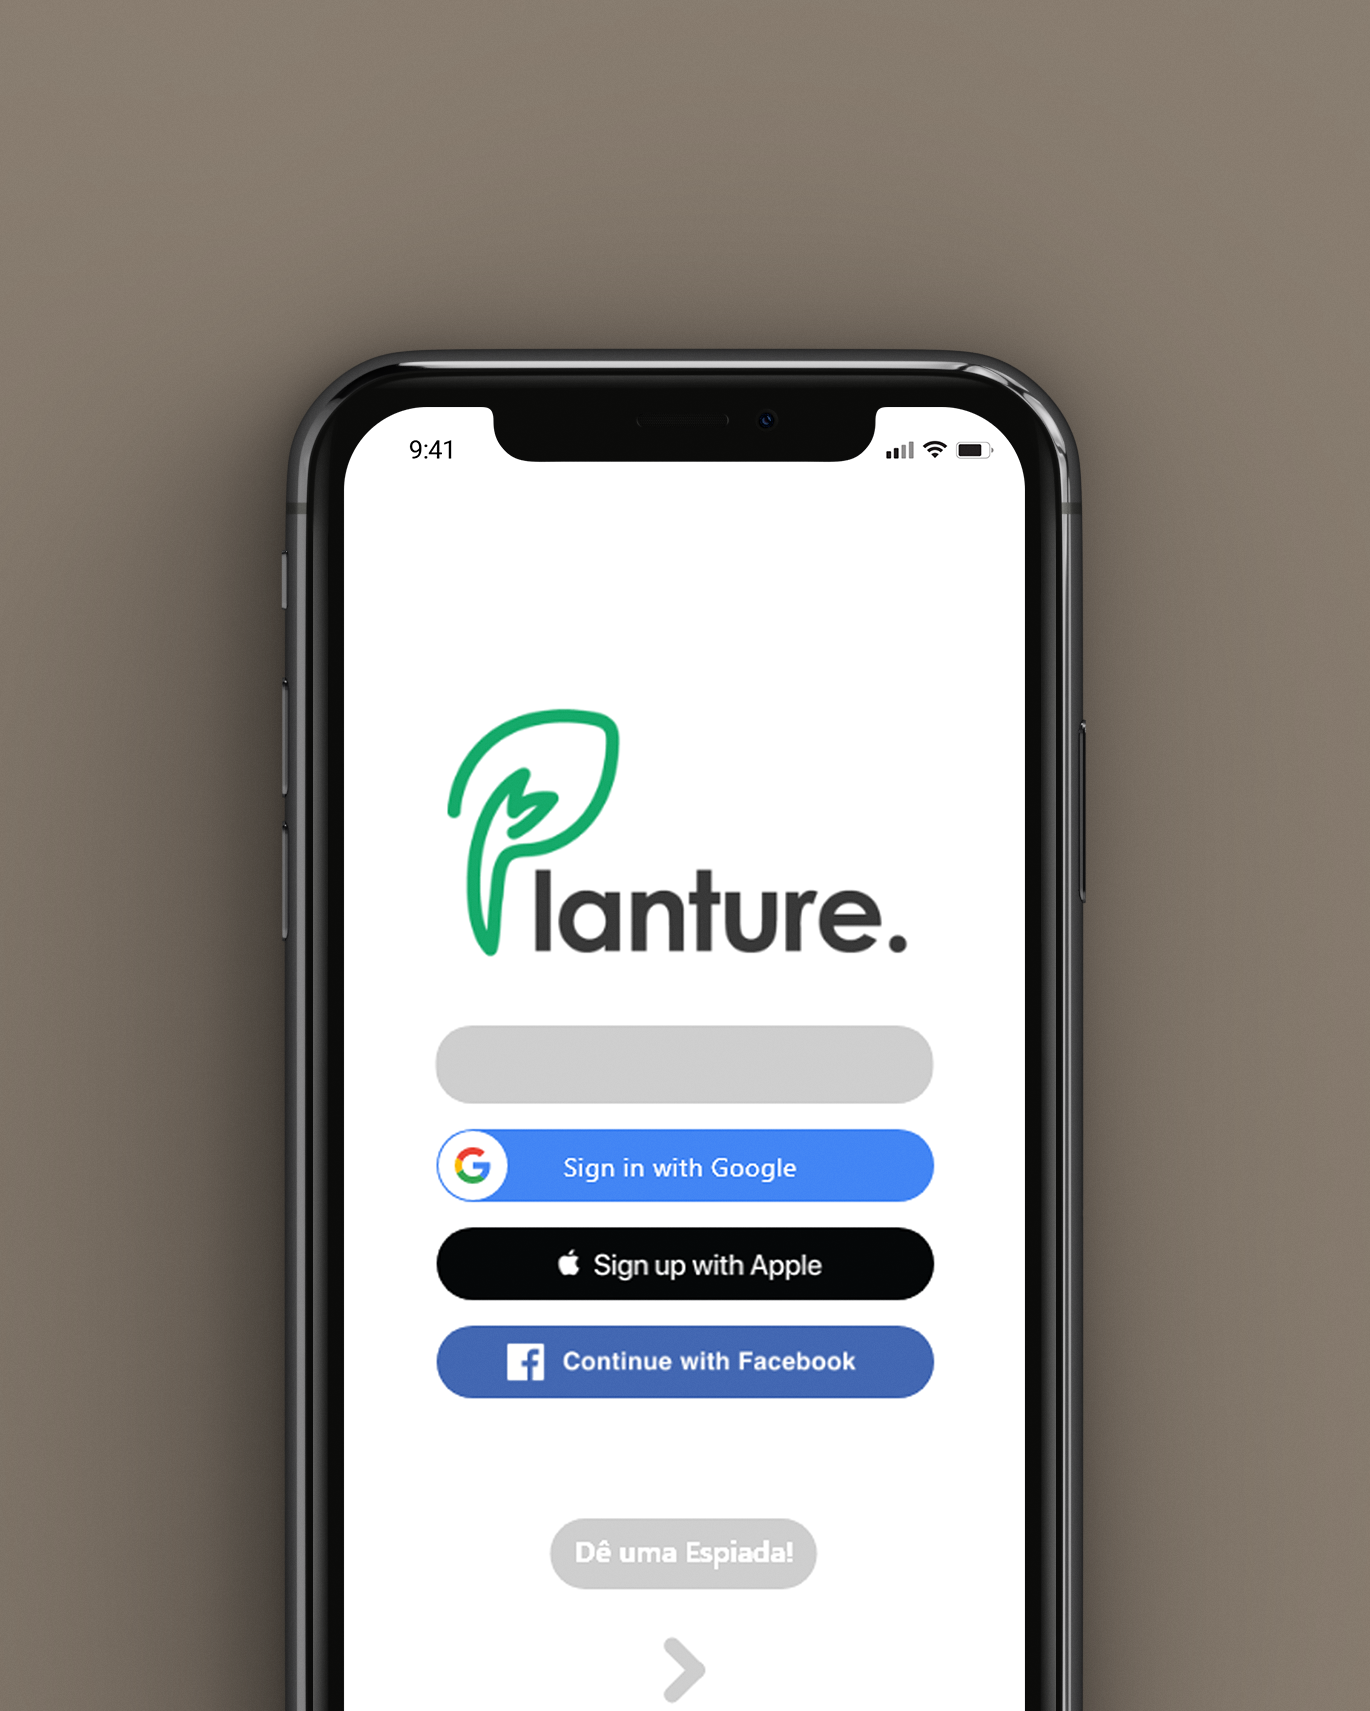 9:41
Planture.
Sign in with Google
Sign up with Apple
Continue with Facebook
Dê uma Espiada!